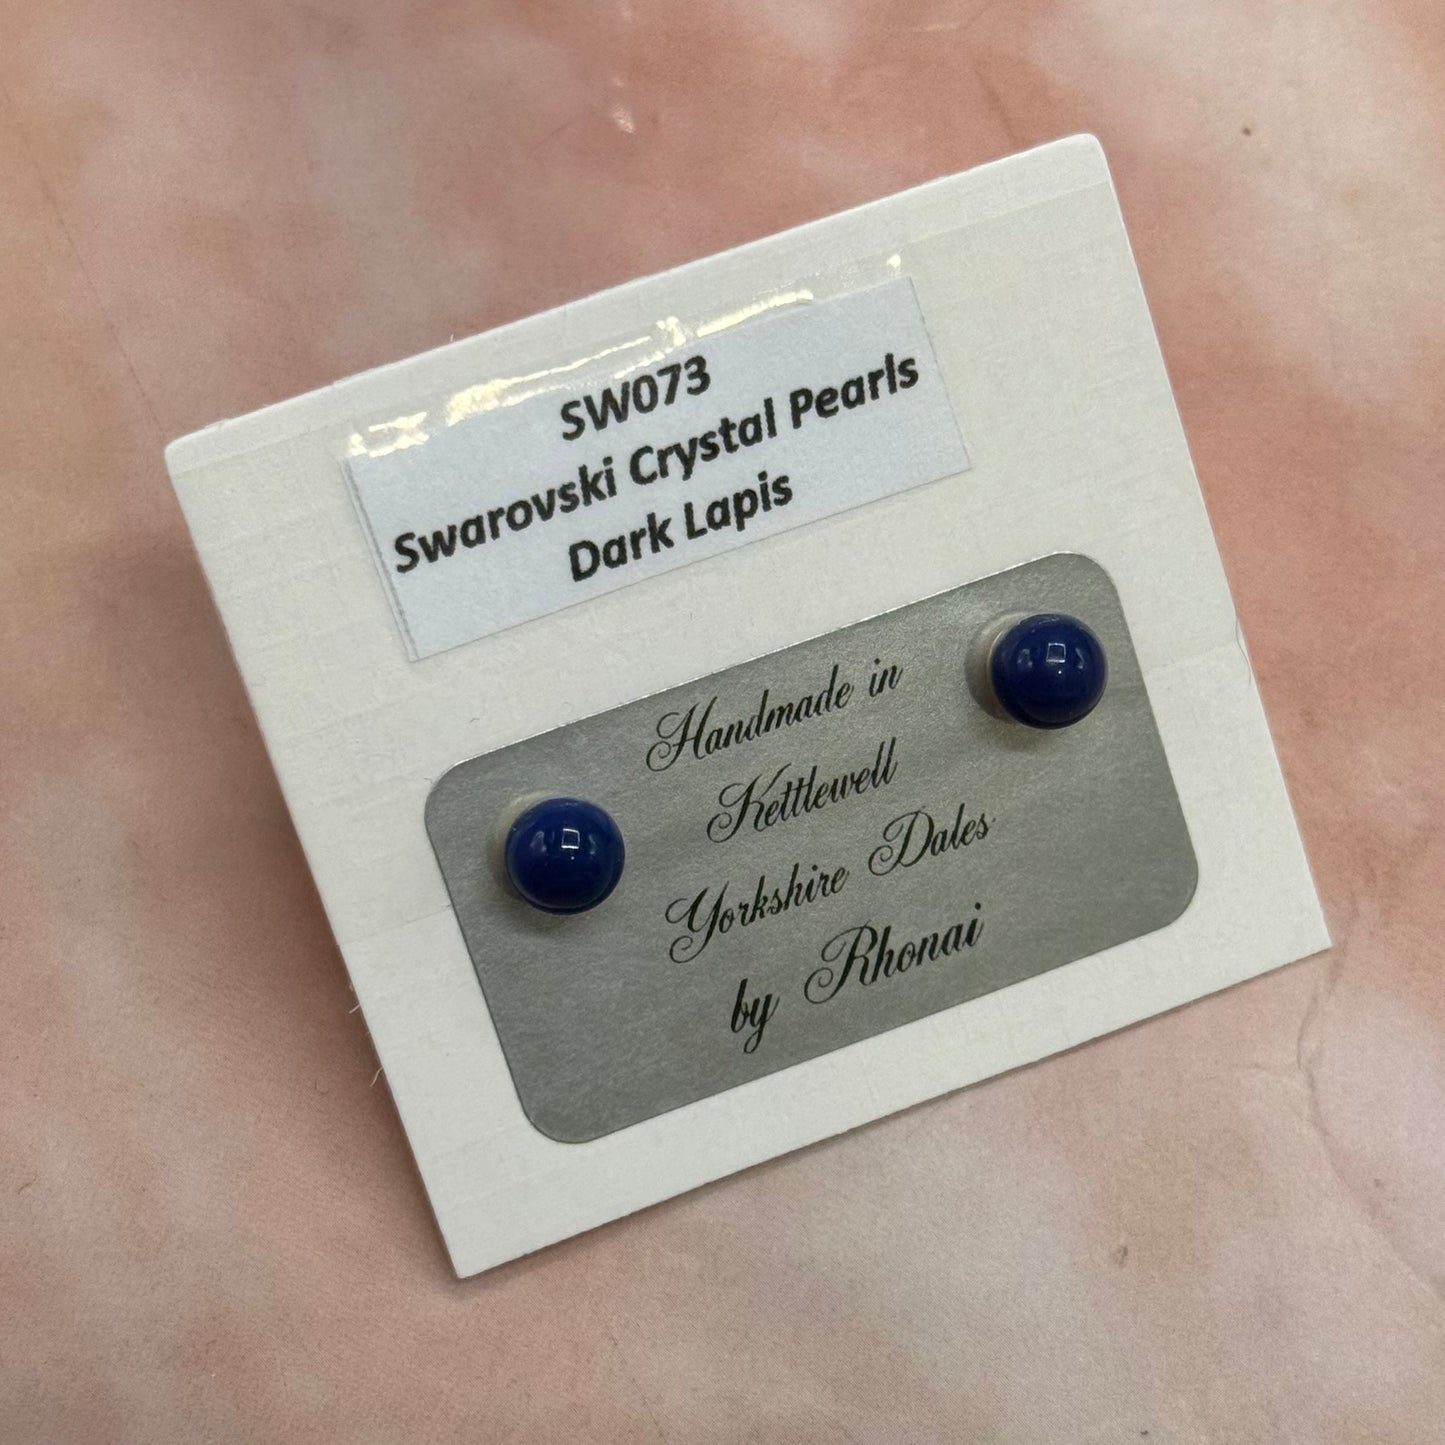 SW073
Swarovski Crystal Pearls
Dark Lapis
Handmade in
Kettlewell
Yorkshire Dales
by Rhonai